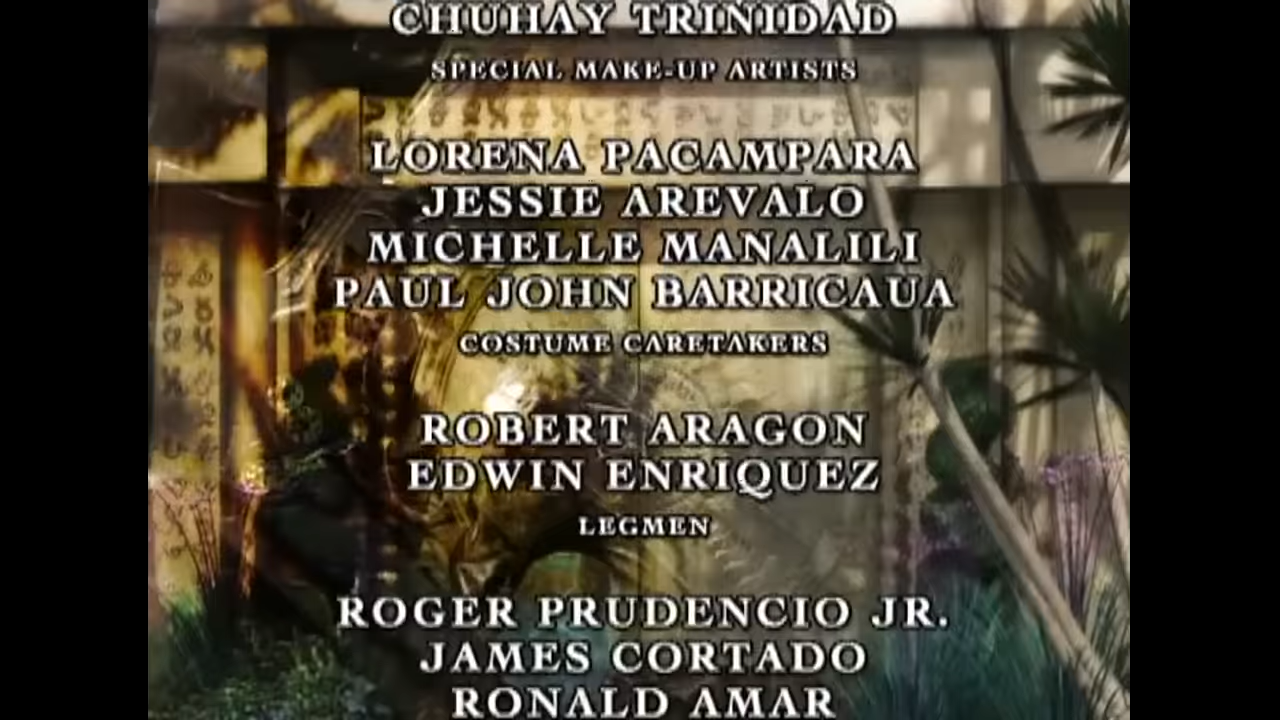 CHUHAY TRINIDAD
SPECIAL MAKE-UP ARTISTS
LORENA PACAMPARA
JESSIE AREVALO
MICHELLE MANALILI
PAUL JOHN BARRICAUA
COSTUME CARETAKERS
ROBERT ARAGON
EDWIN ENRIQUEZ
LEGMEN
ROGER PRUDENCIO JR.
JAMES CORTADO
RONALD AMAR